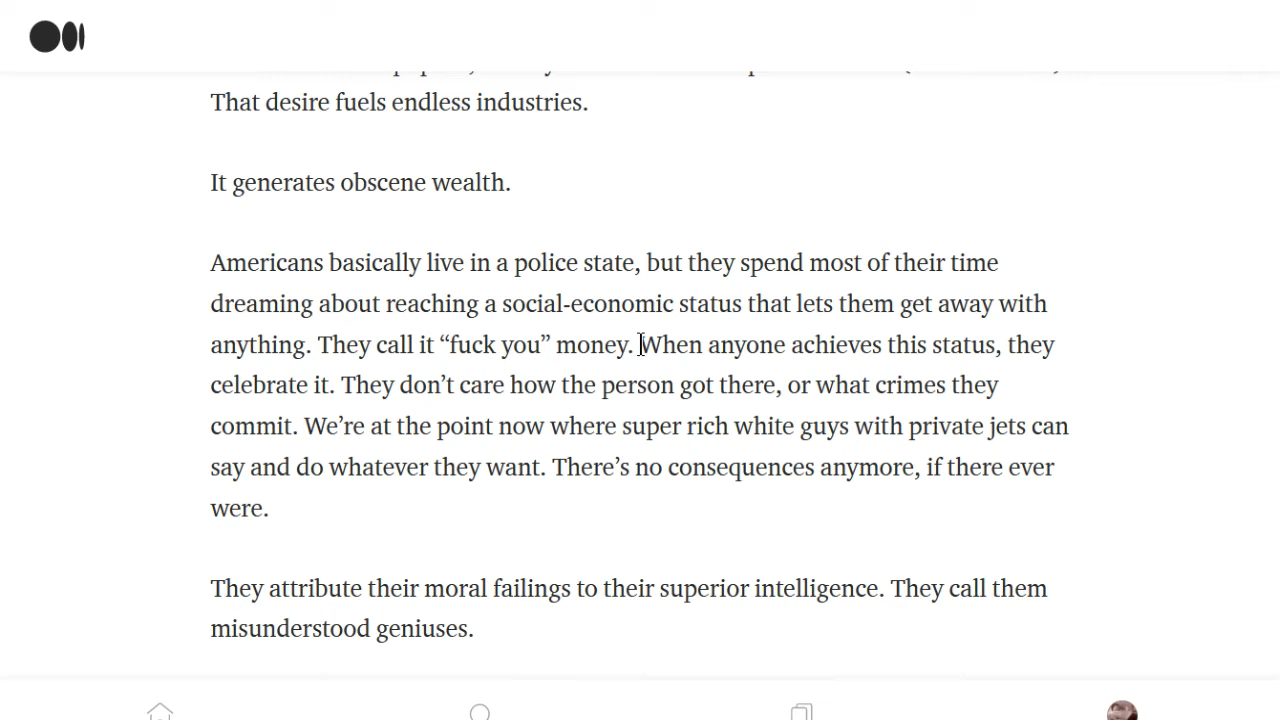 That desire fuels endless industries.
It generates obscene wealth.
Americans basically live in a police state, but they spend most of their time
dreaming about reaching a social-economic status that lets them get away with
anything. They call it “fuck you” money. When anyone achieves this status, they
celebrate it. They don’t care how the person got there, or what crimes they
commit. We’re at the point now where super rich white guys with private jets can
say and do whatever they want. There’s no consequences anymore, if there ever
were.
They attribute their moral failings to their superior intelligence. They call them
misunderstood geniuses.